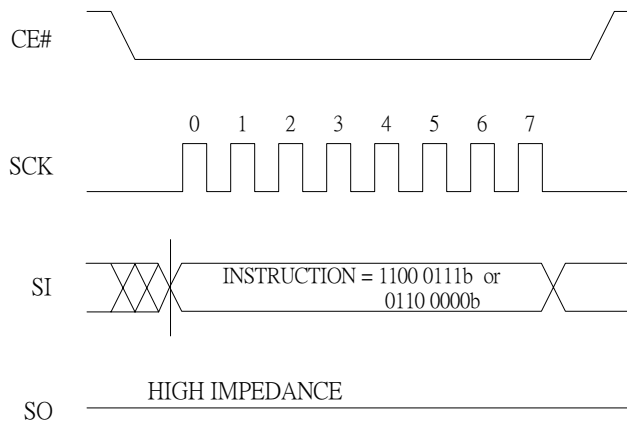 CE#
0 1 2 3 4 5 6 7
SCK
INSTRUCTION = 1100 0111b or
SI
0110 0000b
HIGH IMPEDANCE
SO